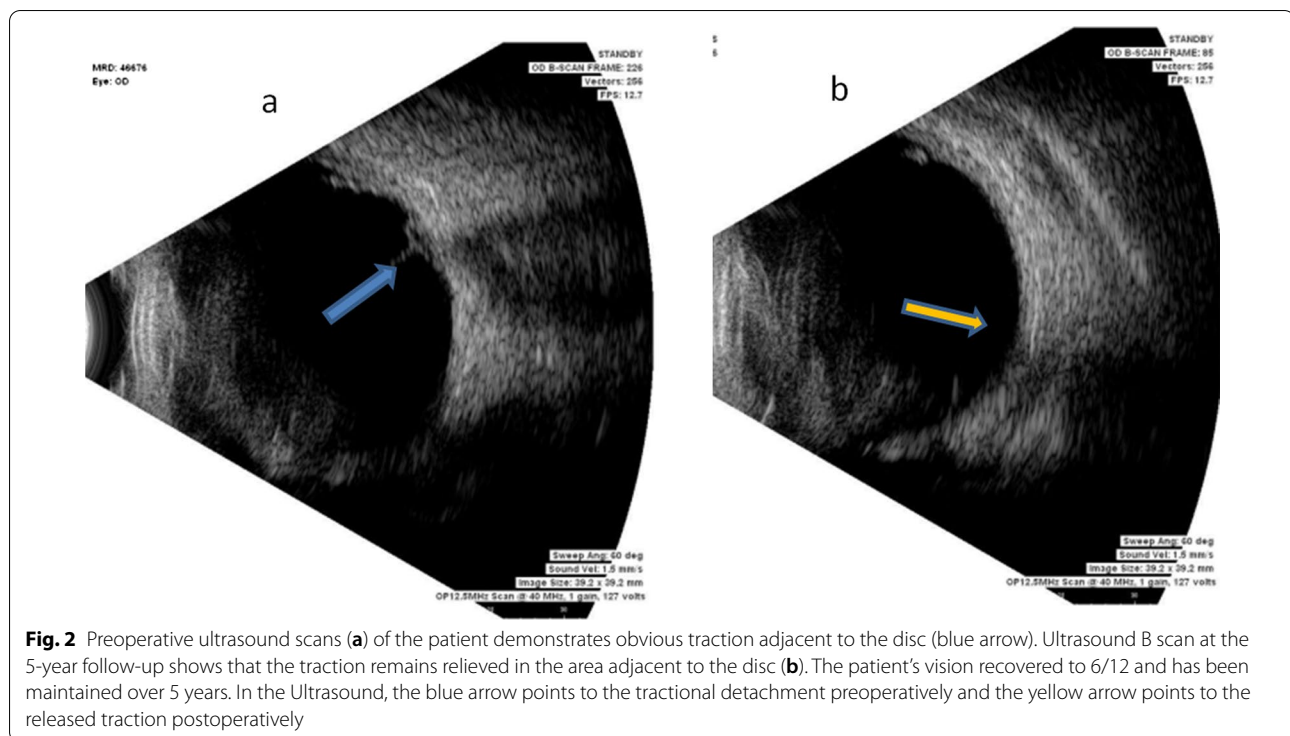 MRD: 46676
Eye: OD
a
STANDBY
OD B-SCAN FRAME: 226
Vectors: 256
FPS: 12.7
Sweep Ang: 60 deg
Sound Vel: 1.5 mm/s
Image Size: 39.2 x 39.2 mm
OP12.5MHz Scan @ 40 MHz, 1 gain, 127 volts
S
6
b
STANDBY
OD B-SCAN FRAME: 85
Vectors: 256
FPS: 12.7
Sweep Ang: 60 deg
Sound Vel: 1.5 mm/s
Image Size: 39.2 x 39.2 mm
OP12.5MHz Scan @ 40 MHz, 1 gain, 127 volts
Fig. 2 Preoperative ultrasound scans (a) of the patient demonstrates obvious traction adjacent to the disc (blue arrow). Ultrasound B scan at the
5-year follow-up shows that the traction remains relieved in the area adjacent to the disc (b). The patient's vision recovered to 6/12 and has been
maintained over 5 years. In the Ultrasound, the blue arrow points to the tractional detachment preoperatively and the yellow arrow points to the
released traction postoperatively